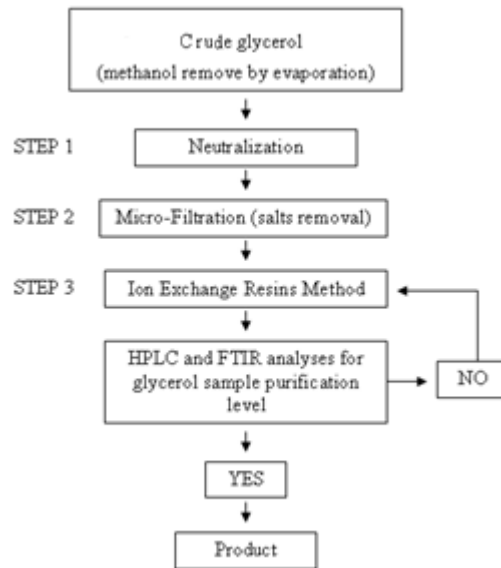 Crude glycerol
(methanol remove by evaporation)
STEP 1
Neutralization
STEP 2
Micro-Filtration (salts removal)
STEP 3
Ion Exchange Resins Method
HPLC and FTIR analyses for
glycerol sample purification
level
NO
YES
Product